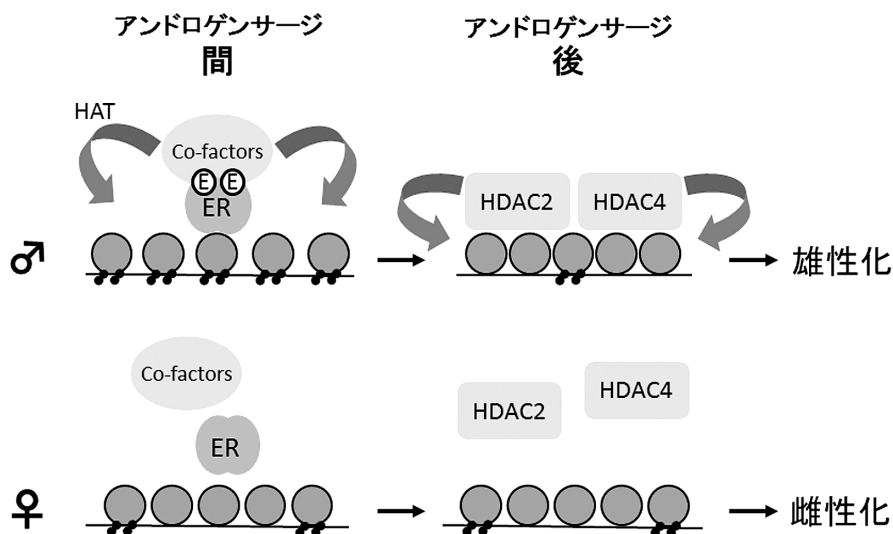 アンドロゲンサージ
間
アンドロゲンサージ
後
HAT
Co-factors
E E
ER
HDAC2
HDAC4
♂
雄性化
Co-factors
ER
HDAC2
HDAC4
♀
雌性化